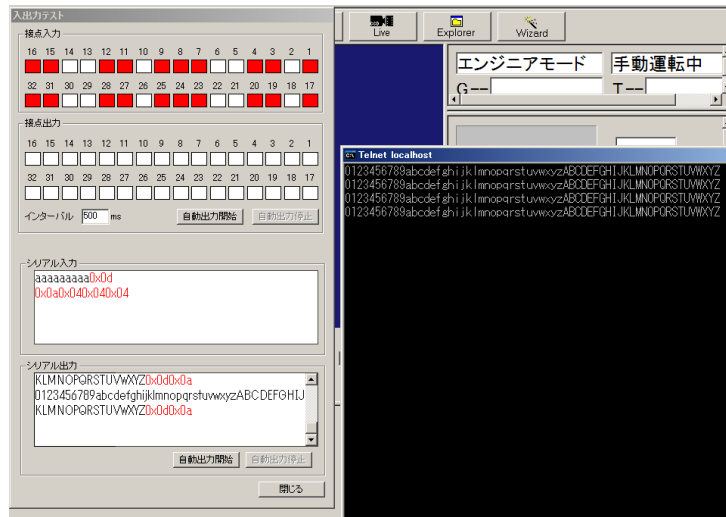 入出力テスト
接点入力
16 15 14 13 12 11 10 9 8 7 6 5 4 3 2 1
32 31 30 29 28 27 26 25 24 23 22 21 20 19 18 17
接点出力
16 15 14 13 12 11 10 9 8 7 6 5 4 3 2 1
32 31 30 29 28 27 26 25 24 23 22 21 20 19 18 17
インターバル 500 ms 自動出力開始 自動出力停止
シリアル入力
aaaaaaaaa0x0d
0x0a0x040x040x04
シリアル出力
KLMNOPQRSTUVWXYZ0x0d0x0a
0123456789abcdefghijklmnopqrstuvwxyzABCDEFGHIJ
KLMNOPQRSTUVWXYZ0x0d0x0a
自動出力開始 自動出力停止
閉じる
Live Explorer Wizard
エンジニアモード 手動運転中
G-- T--
Telnet localhost
0123456789abcdefghijklmnopqrstuvwxyzABCDEFGHIJKLMNOPQRSTUVWXYZ
0123456789abcdefghijklmnopqrstuvwxyzABCDEFGHIJKLMNOPQRSTUVWXYZ
0123456789abcdefghijklmnopqrstuvwxyzABCDEFGHIJKLMNOPQRSTUVWXYZ
0123456789abcdefghijklmnopqrstuvwxyzABCDEFGHIJKLMNOPQRSTUVWXYZ